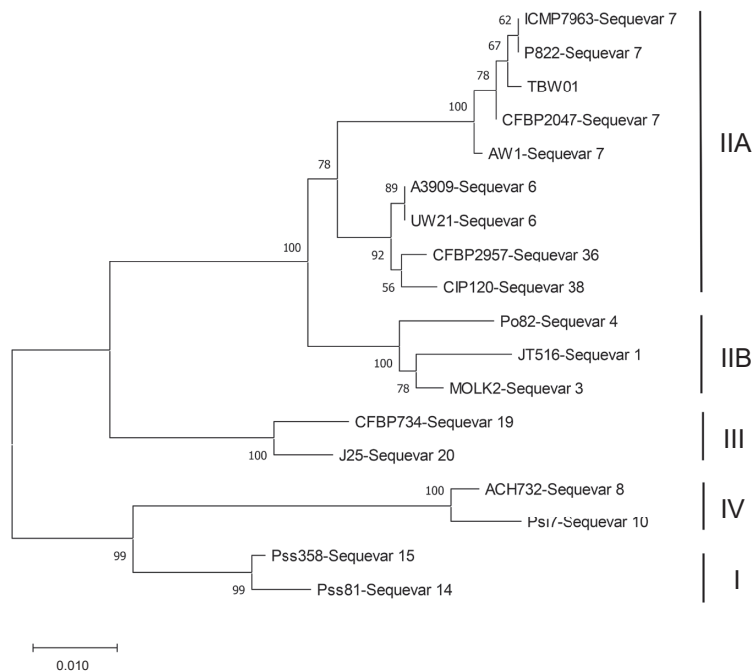 62
ICMP7963-Sequevar 7
67
P822-Sequevar 7
78
TBW01
100
CFBP2047-Sequevar 7
AW1-Sequevar 7
IIA
78
89
A3909-Sequevar 6
UW21-Sequevar 6
100
92
CFBP2957-Sequevar 36
56
CIP120-Sequevar 38
Po82-Sequevar 4
100
JT516-Sequevar 1
IIB
78
MOLK2-Sequevar 3
CFBP734-Sequevar 19
III
100
J25-Sequevar 20
100
ACH732-Sequevar 8
IV
Psi7-Sequevar 10
99
Pss358-Sequevar 15
I
99
Pss81-Sequevar 14
0.010